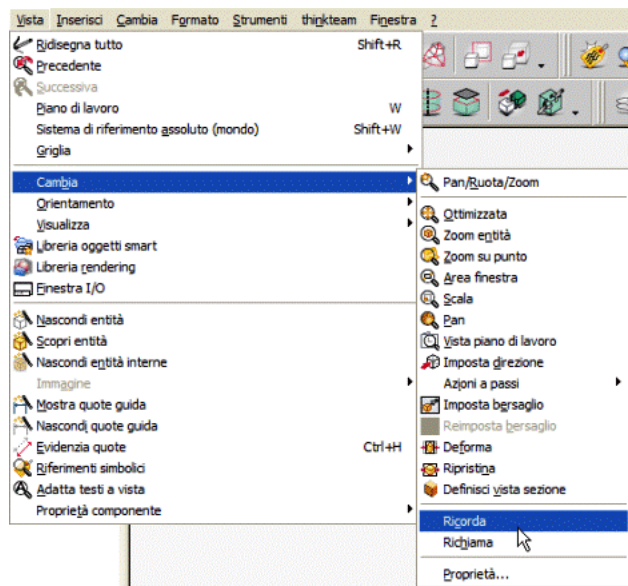 Vista Inserisci Cambia Formato Strumenti thinkteam Finestra ?
Ridisegna tutto Shift+R
Precedente
Successiva
Piano di lavoro W
Sistema di riferimento assoluto (mondo) Shift+W
Griglia
Cambia
Orientamento
Visualizza
Libreria oggetti smart
Libreria rendering
Finestra I/O
Nascondi entità
Scopri entità
Nascondi entità interne
Immagine
Mostra quote guida
Nascondi quote guida
Evidenzia quote Ctrl+H
Riferimenti simbolici
Adatta testi a vista
Proprietà componente
Pan/Ruota/Zoom
Ottimizzata
Zoom entità
Zoom su punto
Area finestra
Scala
Pan
Vista piano di lavoro
Imposta direzione
Azioni a passi
Imposta bersaglio
Reimposta bersaglio
Deforma
Ripristina
Definisci vista sezione
Ricorda
Richiama
Proprietà...